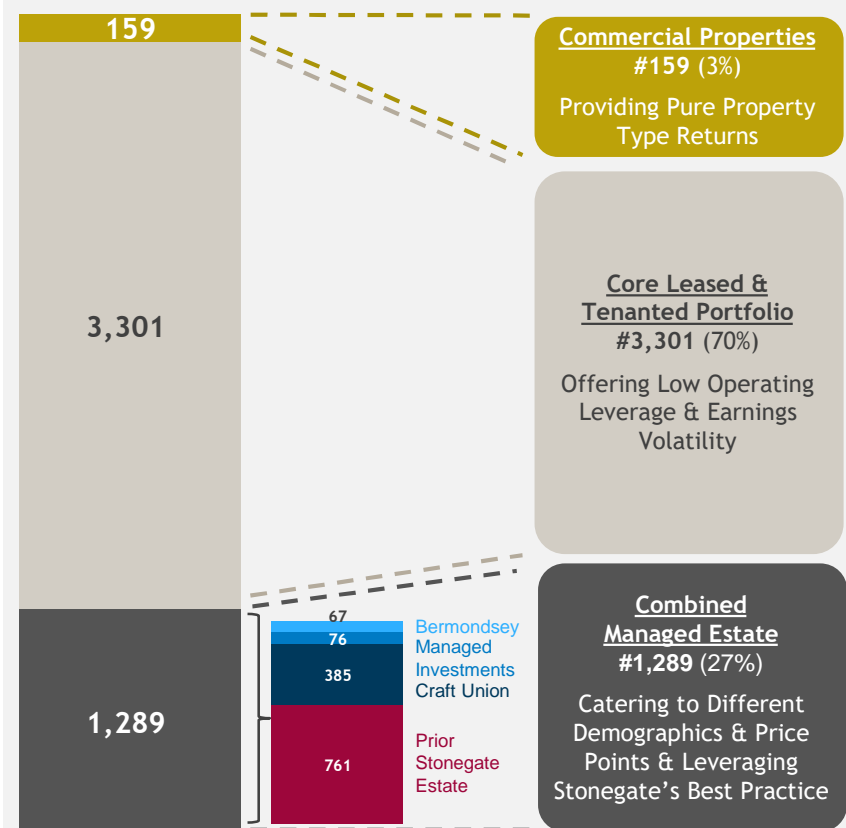 159
3,301
1,289
67
76
385
761
Bermondsey
Managed
Investments
Craft Union
Prior
Stonegate
Estate
Commercial Properties
#159 (3%)
Providing Pure Property
Type Returns
Core Leased &
Tenanted Portfolio
#3,301 (70%)
Offering Low Operating
Leverage & Earnings
Volatility
Combined
Managed Estate
#1,289 (27%)
Catering to Different
Demographics & Price
Points & Leveraging
Stonegate’s Best Practice